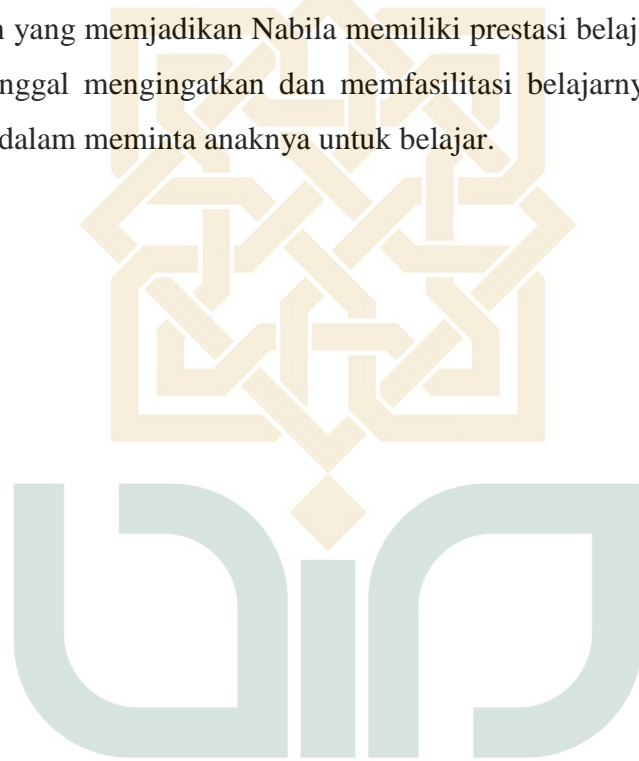 yang memjadikan Nabila memiliki prestasi belaj
nggal mengingatkan dan memfasilitasi belajarny
dalam meminta anaknya untuk belajar.